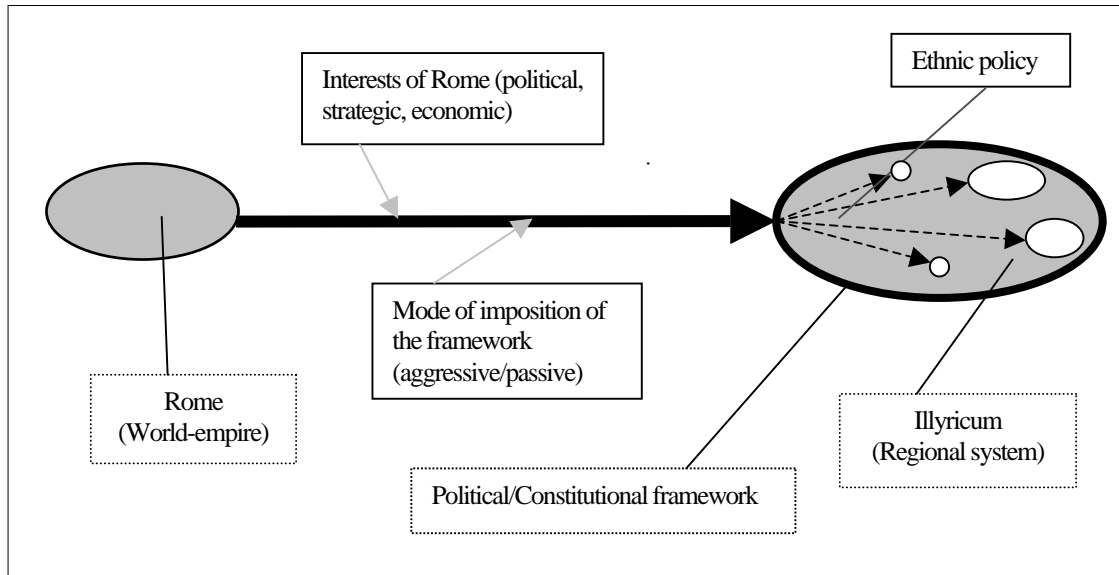 Interests of Rome (political,
strategic, economic)
Ethnic policy
Mode of imposition of
the framework
(aggressive/passive)
Rome
(World-empire)
Illyricum
(Regional system)
Political/Constitutional framework